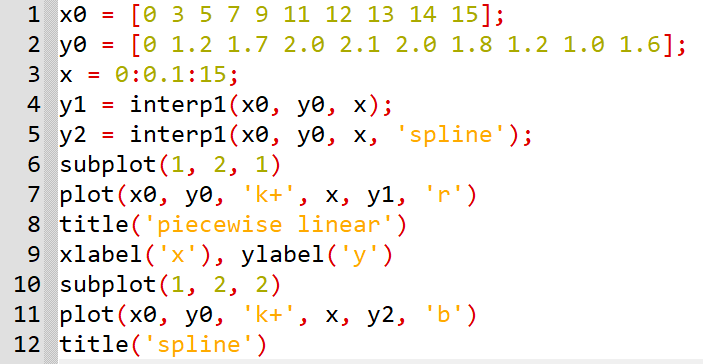 1 x0 = [0 3 5 7 9 11 12 13 14 15];
2 y0 = [0 1.2 1.7 2.0 2.1 2.0 1.8 1.2 1.0 1.6];
3 x = 0:0.1:15;
4 y1 = interp1(x0, y0, x);
5 y2 = interp1(x0, y0, x, 'spline');
6 subplot(1, 2, 1)
7 plot(x0, y0, 'k+', x, y1, 'r')
8 title('piecewise linear')
9 xlabel('x'), ylabel('y')
10 subplot(1, 2, 2)
11 plot(x0, y0, 'k+', x, y2, 'b')
12 title('spline')